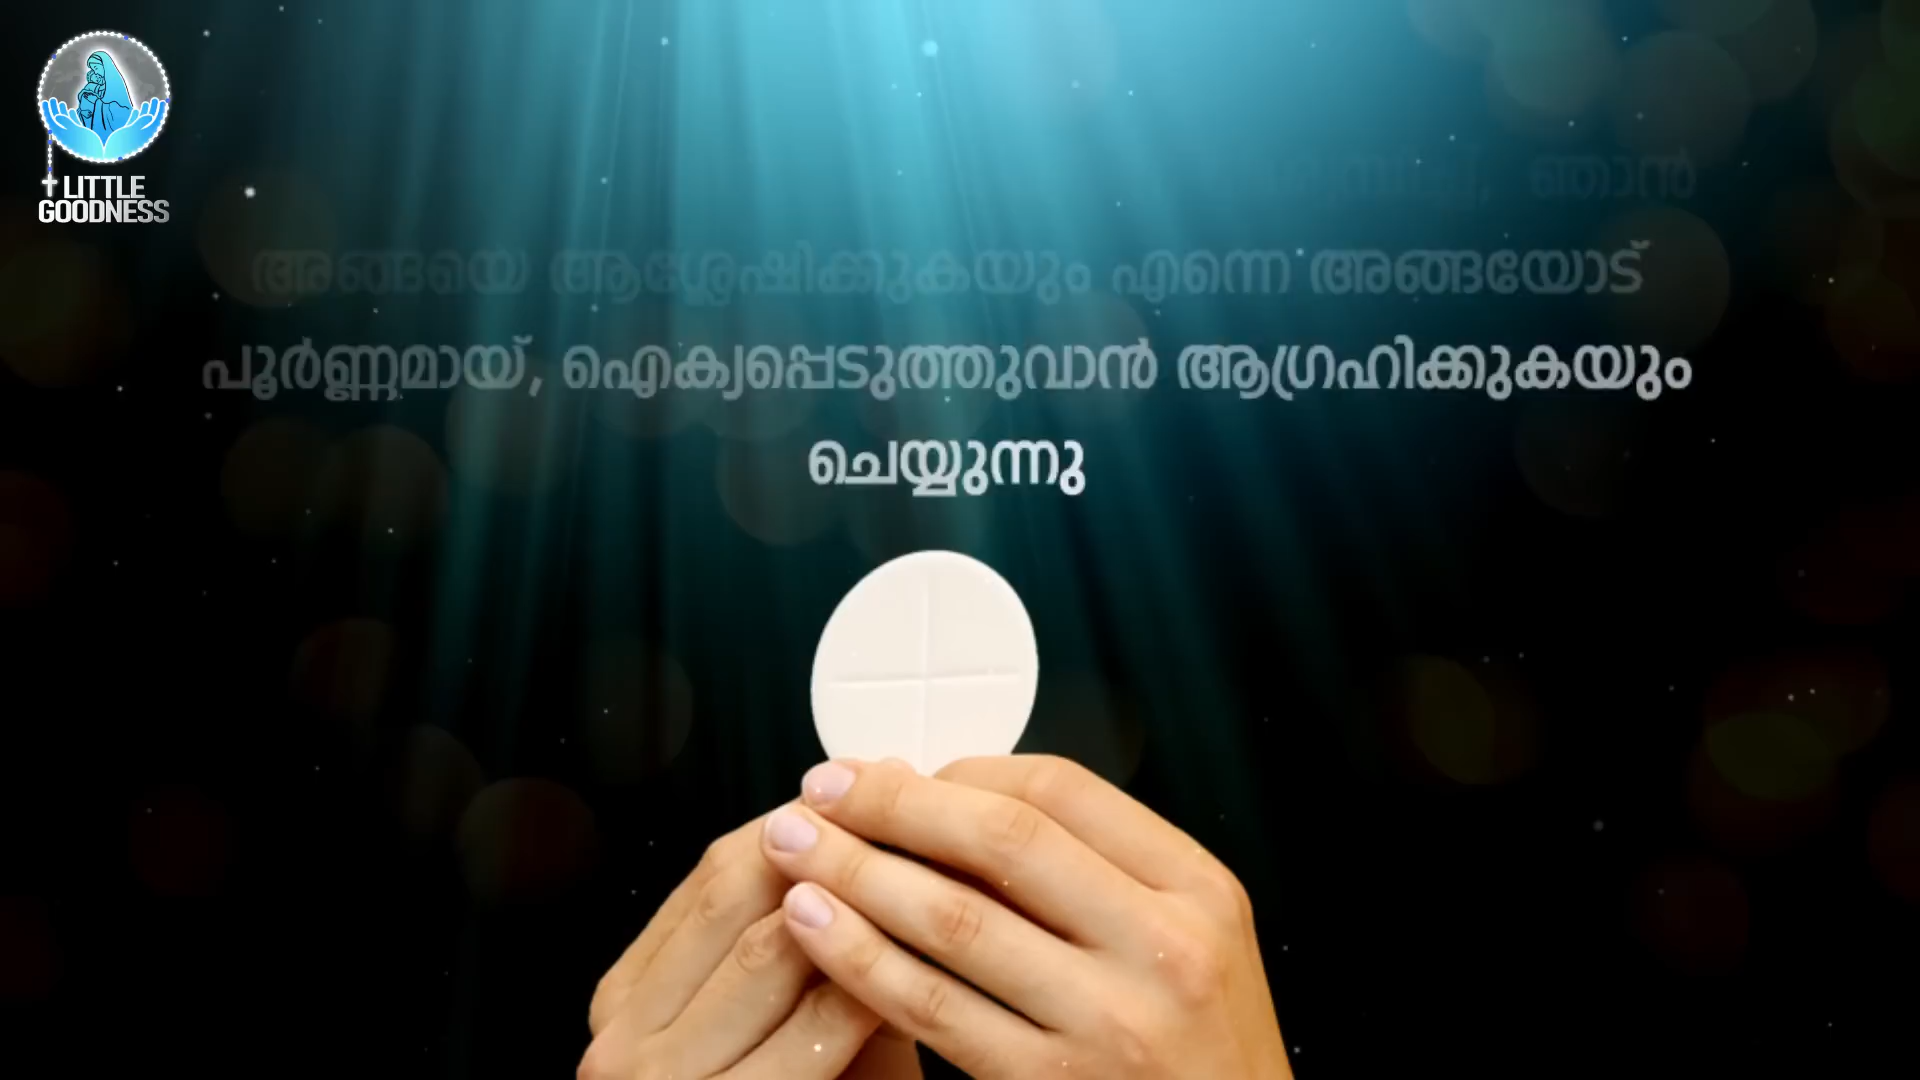 LITTLE
GOODNESS
ഞാൻ
അങ്ങയെ ആശ്ലേഷിക്കുകയും എന്നെ അങ്ങയോട്
പൂർണ്ണമായ്, ഐക്യപ്പെടുത്തുവാൻ ആഗ്രഹിക്കുകയും
ചെയ്യുന്നു